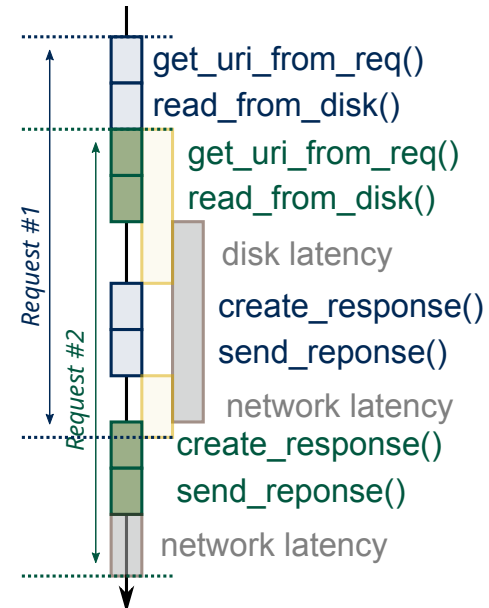 get_uri_from_req()
read_from_disk()
get_uri_from_req()
read_from_disk()
disk latency
create_response()
send_reponse()
network latency
create_response()
send_reponse()
network latency
Request #1
Request #2